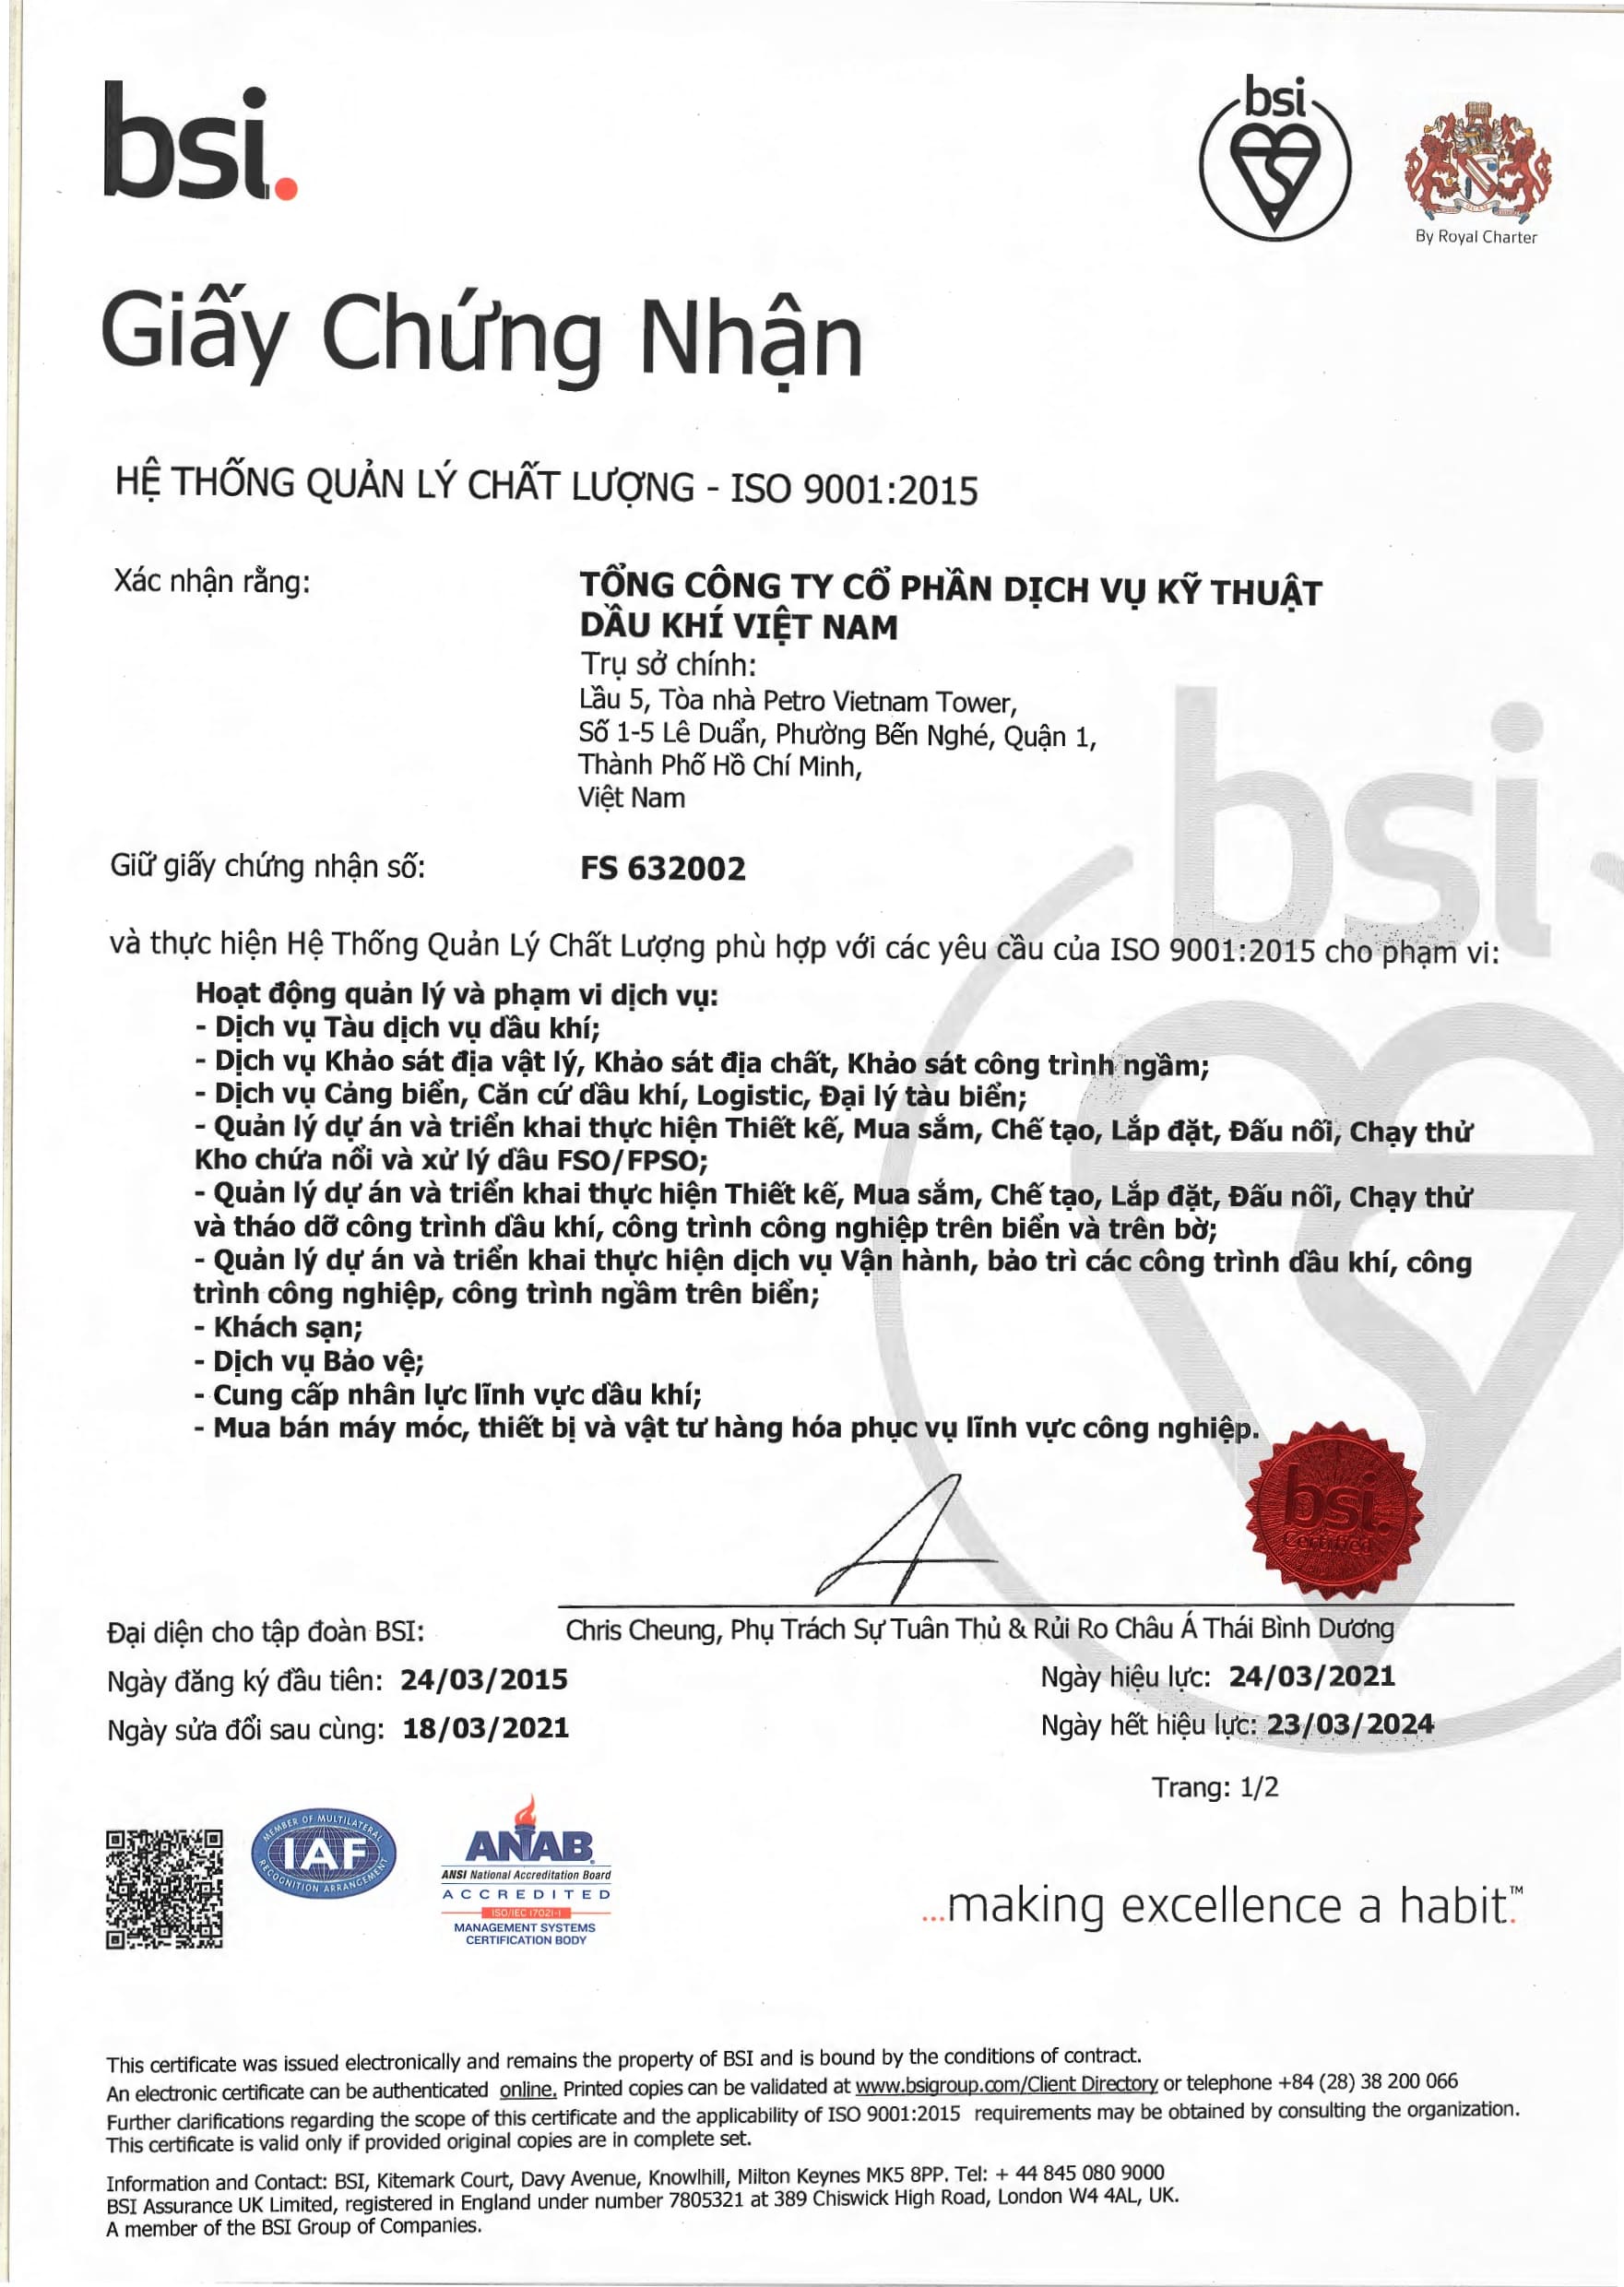 bsi.
bsi
By Royal Charter
Giấy Chứng Nhận
HỆ THỐNG QUẢN LÝ CHẤT LƯỢNG - ISO 9001:2015
Xác nhận rằng:
TỔNG CÔNG TY CỔ PHẦN DỊCH VỤ KỸ THUẬT
DẦU KHÍ VIỆT NAM
Trụ sở chính:
Lầu 5, Tòa nhà Petro Vietnam Tower,
Số 1-5 Lê Duẩn, Phường Bến Nghé, Quận 1,
Thành Phố Hồ Chí Minh,
Việt Nam
bsi
Giữ giấy chứng nhận số:
FS 632002
và thực hiện Hệ Thống Quản Lý Chất Lượng phù hợp với các yêu cầu của ISO 9001:2015 cho phạm vi:
Hoạt động quản lý và phạm vi dịch vụ:
- Dịch vụ Tàu dịch vụ dầu khí;
- Dịch vụ Khảo sát địa vật lý, Khảo sát địa chất, Khảo sát công trình ngầm;
- Dịch vụ Cảng biển, Căn cứ dầu khí, Logistic, Đại lý tàu biển;
- Quản lý dự án và triển khai thực hiện Thiết kế, Mua sắm, Chế tạo, Lắp đặt, Đấu nối, Chạy thử
Kho chứa nổi và xử lý dầu FSO/FPSO;
- Quản lý dự án và triển khai thực hiện Thiết kế, Mua sắm, Chế tạo, Lắp đặt, Đấu nối, Chạy thử
và tháo dỡ công trình dầu khí, công trình công nghiệp trên biển và trên bờ;
- Quản lý dự án và triển khai thực hiện dịch vụ Vận hành, bảo trì các công trình dầu khí, công
trình công nghiệp, công trình ngầm trên biển;
- Khách sạn;
- Dịch vụ Bảo vệ;
- Cung cấp nhân lực lĩnh vực dầu khí;
- Mua bán máy móc, thiết bị và vật tư hàng hóa phục vụ lĩnh vực công nghiệp.
bsi.
Certified
Đại diện cho tập đoàn BSI:
Chris Cheung, Phụ Trách Sự Tuân Thủ & Rủi Ro Châu Á Thái Bình Dương
Ngày đăng ký đầu tiên: 24/03/2015
Ngày hiệu lực: 24/03/2021
Ngày sửa đổi sau cùng: 18/03/2021
Ngày hết hiệu lực: 23/03/2024
Trang: 1/2
MEMBER OF MULTILATERAL
IAF
RECOGNITION ARRANGEMENT
ANAB
ANSI National Accreditation Board
ACCREDITED
ISO/IEC 17021-1
MANAGEMENT SYSTEMS
CERTIFICATION BODY
...making excellence a habit.™
This certificate was issued electronically and remains the property of BSI and is bound by the conditions of contract.
An electronic certificate can be authenticated online. Printed copies can be validated at www.bsigroup.com/Client Directory or telephone +84 (28) 38 200 066
Further clarifications regarding the scope of this certificate and the applicability of ISO 9001:2015 requirements may be obtained by consulting the organization.
This certificate is valid only if provided original copies are in complete set.
Information and Contact: BSI, Kitemark Court, Davy Avenue, Knowlhill, Milton Keynes MK5 8PP. Tel: + 44 845 080 9000
BSI Assurance UK Limited, registered in England under number 7805321 at 389 Chiswick High Road, London W4 4AL, UK.
A member of the BSI Group of Companies.